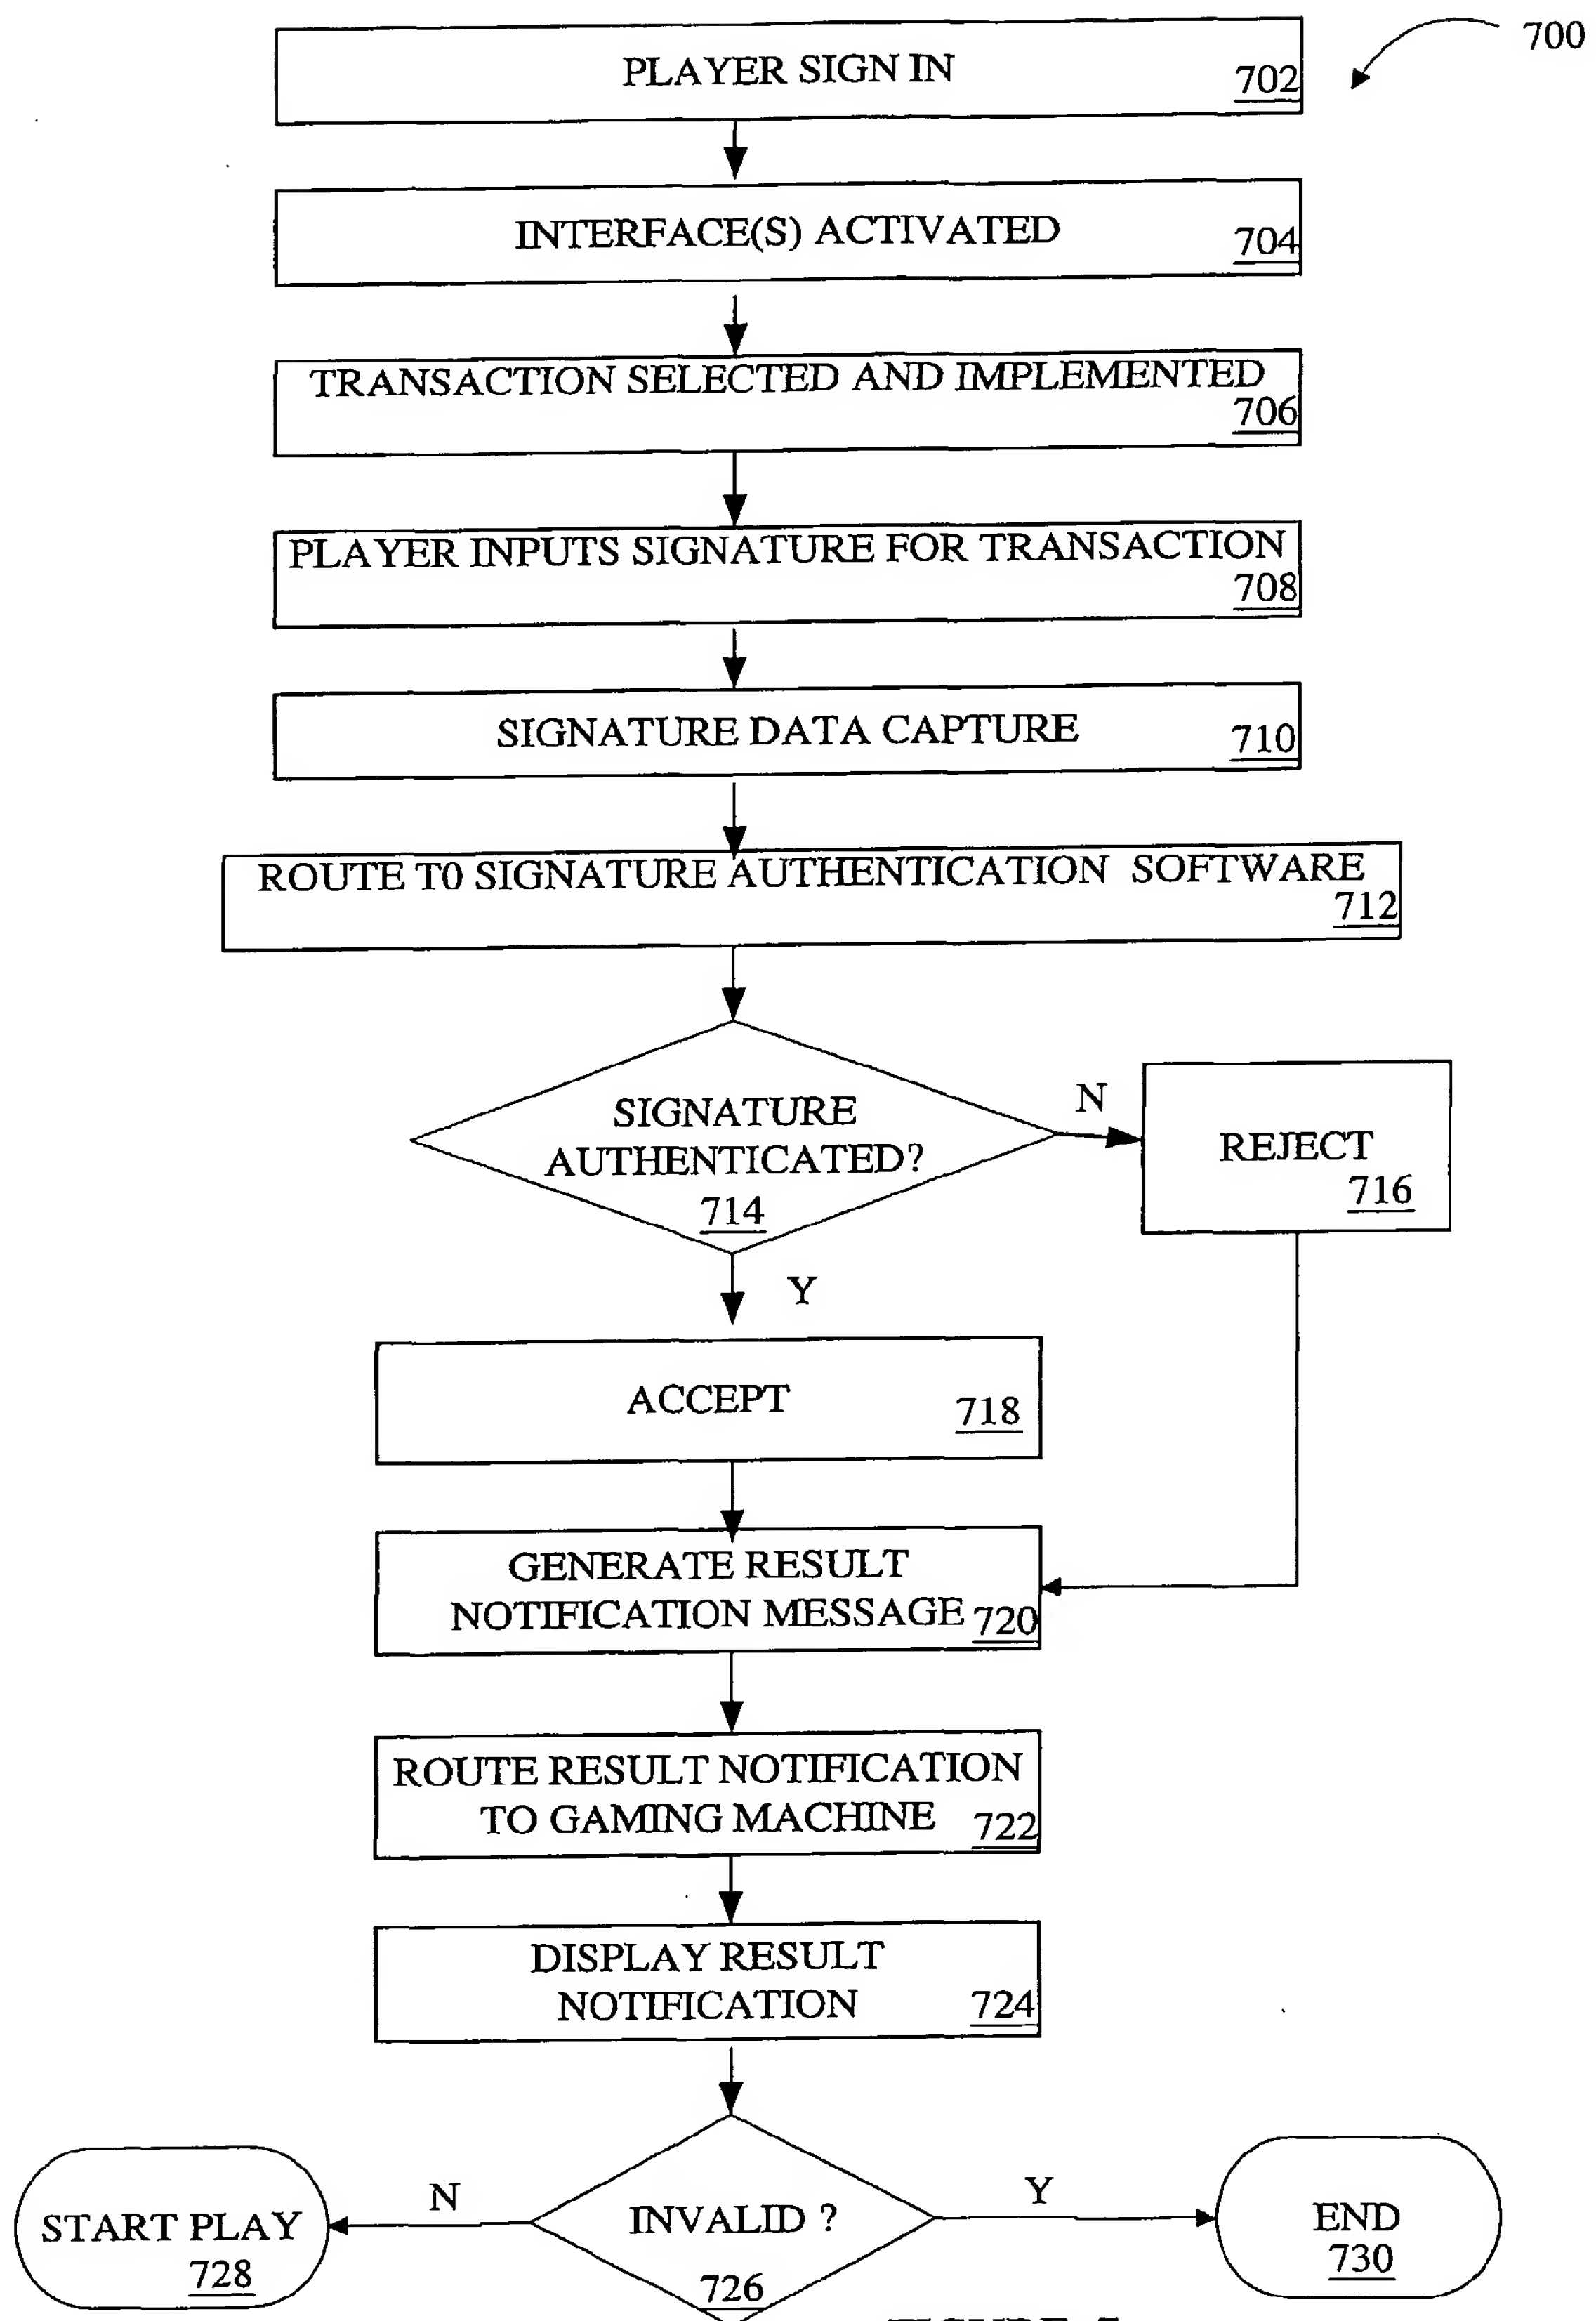 700
PLAYER SIGN IN
702
INTERFACE(S) ACTIVATED
704
TRANSACTION SELECTED AND IMPLEMENTED
706
PLAYER INPUTS SIGNATURE FOR TRANSACTION
708
SIGNATURE DATA CAPTURE
710
ROUTE T0 SIGNATURE AUTHENTICATION SOFTWARE
712
SIGNATURE
AUTHENTICATED?
714
N
REJECT
716
Y
ACCEPT
718
GENERATE RESULT
NOTIFICATION MESSAGE
720
ROUTE RESULT NOTIFICATION
TO GAMING MACHINE
722
DISPLAY RESULT
NOTIFICATION
724
START PLAY
728
N
INVALID ?
726
Y
END
730